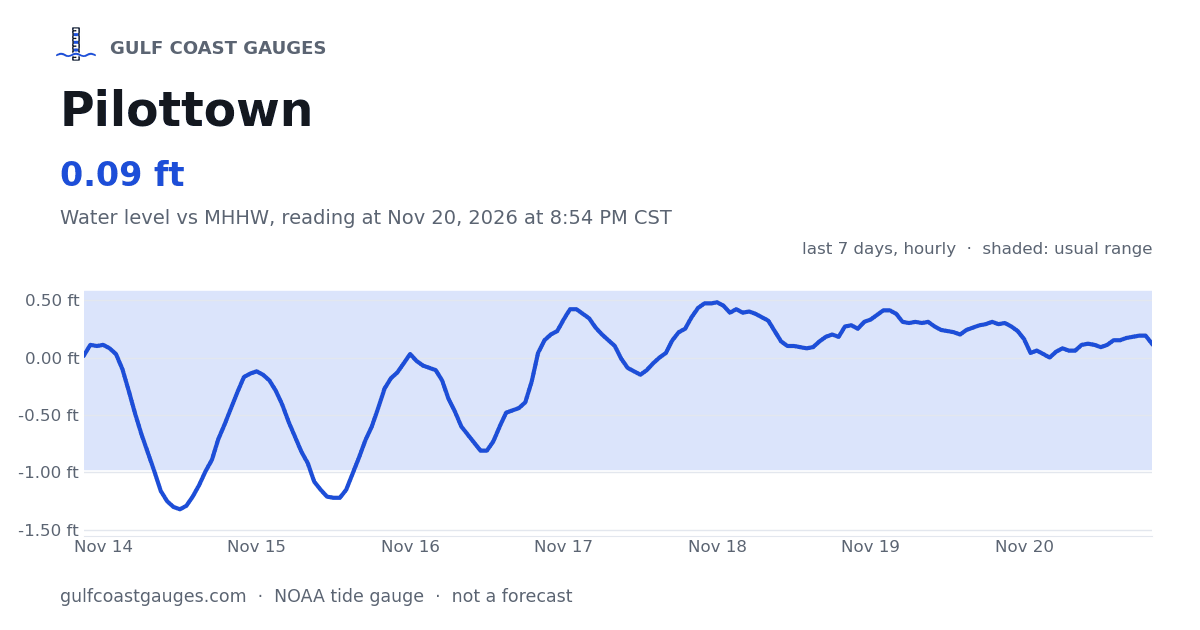 GULF COAST GAUGES
Pilottown
0.09 ft
Water level vs MHHW, reading at Nov 20, 2026 at 8:54 PM CST
last 7 days, hourly · shaded: usual range
0.50 ft
0.00 ft
-0.50 ft
-1.00 ft
-1.50 ft
Nov 14 Nov 15 Nov 16 Nov 17 Nov 18 Nov 19 Nov 20
gulfcoastgauges.com · NOAA tide gauge · not a forecast